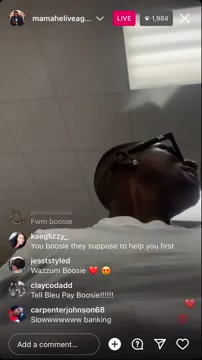 mamaheliveag...
LIVE
1,984
Fwm boosie
kaeglizzy_
You boosie they suppose to help you first
jesststyled
Wazzum Boosie ❤️ 😍
claycodadd
Tell Bleu Pay Boosie!!!!!!
carpenterjohnson68
Slowwwwwww banking
Add a comment...